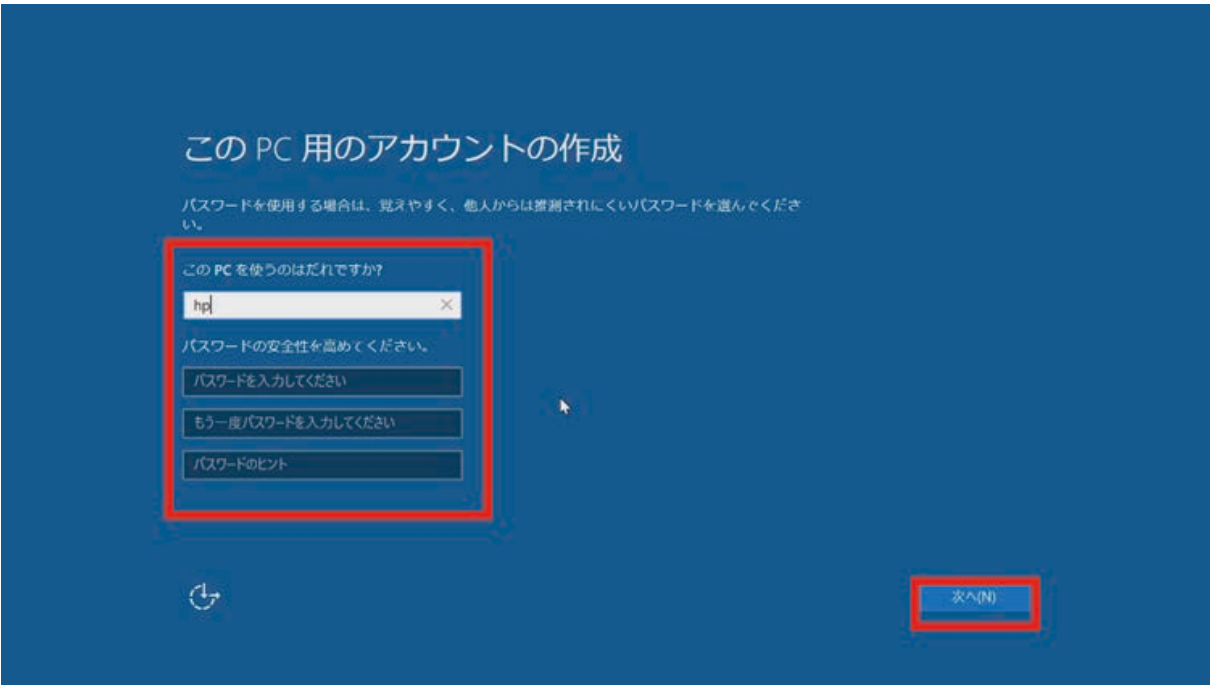 この PC 用のアカウントの作成
パスワードを使用する場合は、覚えやすく、他人からは推測されにくいパスワードを選んでくださ
い。
この PC を使うのはだれですか?
hp
パスワードの安全性を高めてください。
パスワードを入力してください
もう一度パスワードを入力してください
パスワードのヒント
次へ(N)